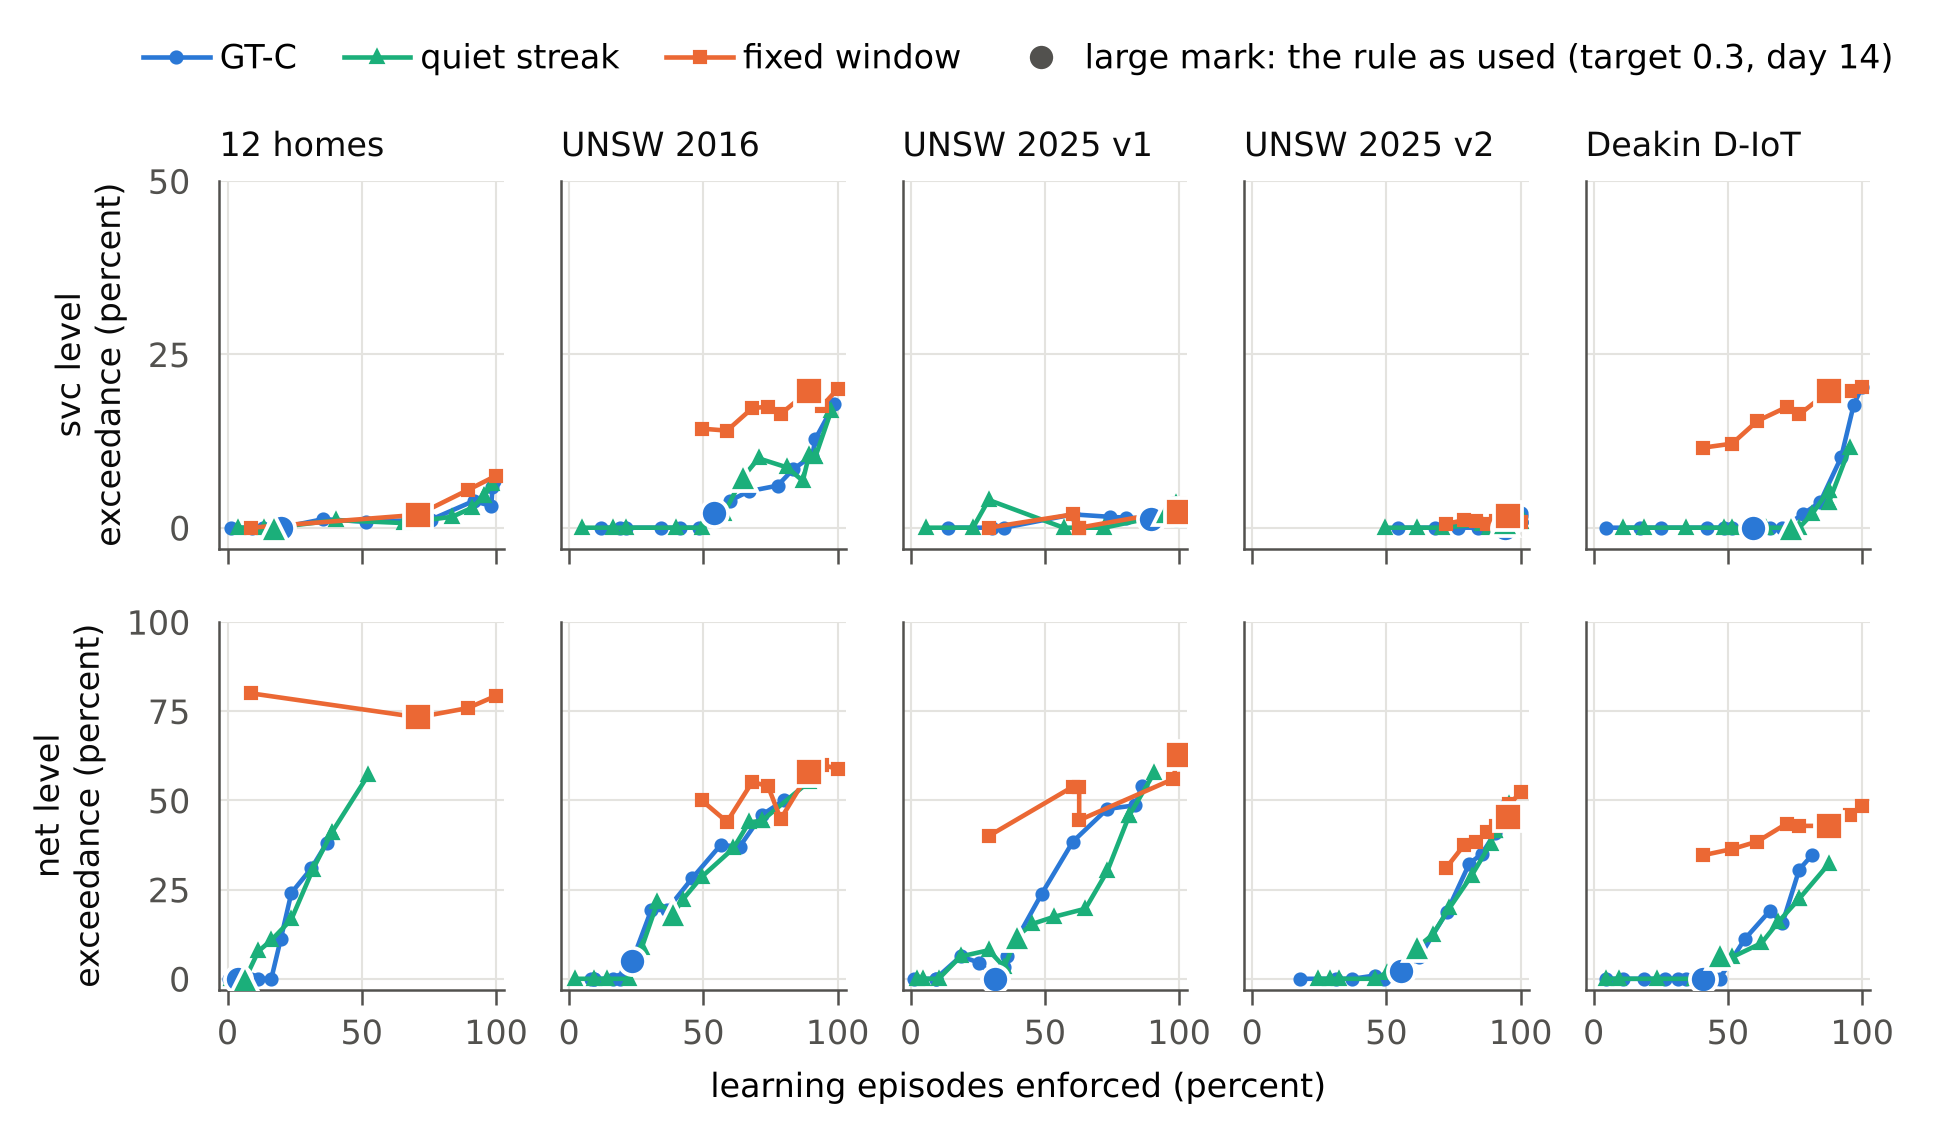 GT-C quiet streak fixed window large mark: the rule as used (target 0.3, day 14)
12 homes UNSW 2016 UNSW 2025 v1 UNSW 2025 v2 Deakin D-IoT
svc level
exceedance (percent)
50
25
0
net level
exceedance (percent)
100
75
50
25
0
0 50 100 0 50 100 0 50 100 0 50 100 0 50 100
learning episodes enforced (percent)